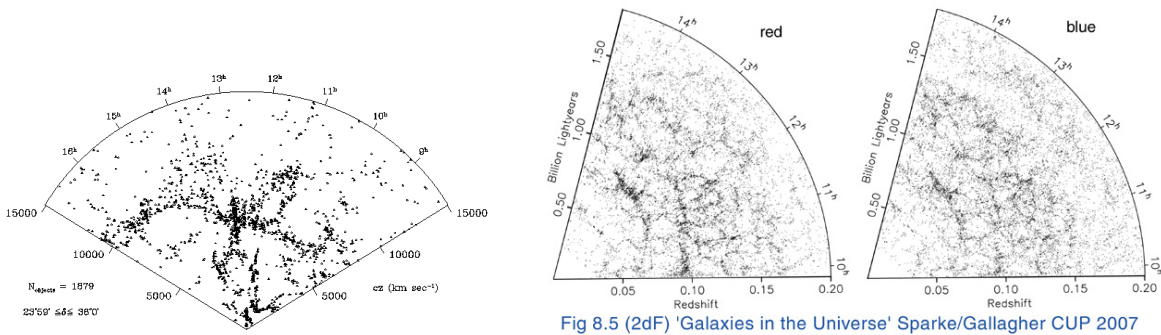 16ʰ
15ʰ
14ʰ
13ʰ
12ʰ
11ʰ
10ʰ
9ʰ
15000
10000
5000
5000
10000
15000
cz (km sec⁻¹)
N_objects = 1879
23°59' ≤δ≤ 36°0'
red
14ʰ
13ʰ
12ʰ
11ʰ
10ʰ
1.50
1.00
0.50
Billion Lightyears
0.05
0.10
0.15
0.20
Redshift
blue
14ʰ
13ʰ
12ʰ
11ʰ
10ʰ
1.50
1.00
0.50
Billion Lightyears
0.05
0.10
0.15
0.20
Redshift
Fig 8.5 (2dF) 'Galaxies in the Universe' Sparke/Gallagher CUP 2007